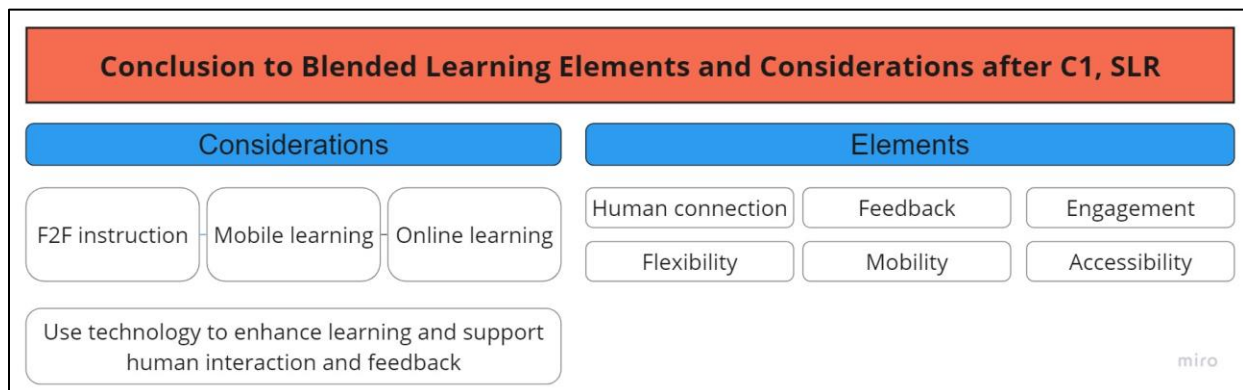 Conclusion to Blended Learning Elements and Considerations after C1, SLR
Considerations
F2F instruction
Mobile learning
Online learning
Use technology to enhance learning and support
human interaction and feedback
Elements
Human connection
Feedback
Engagement
Flexibility
Mobility
Accessibility
miro